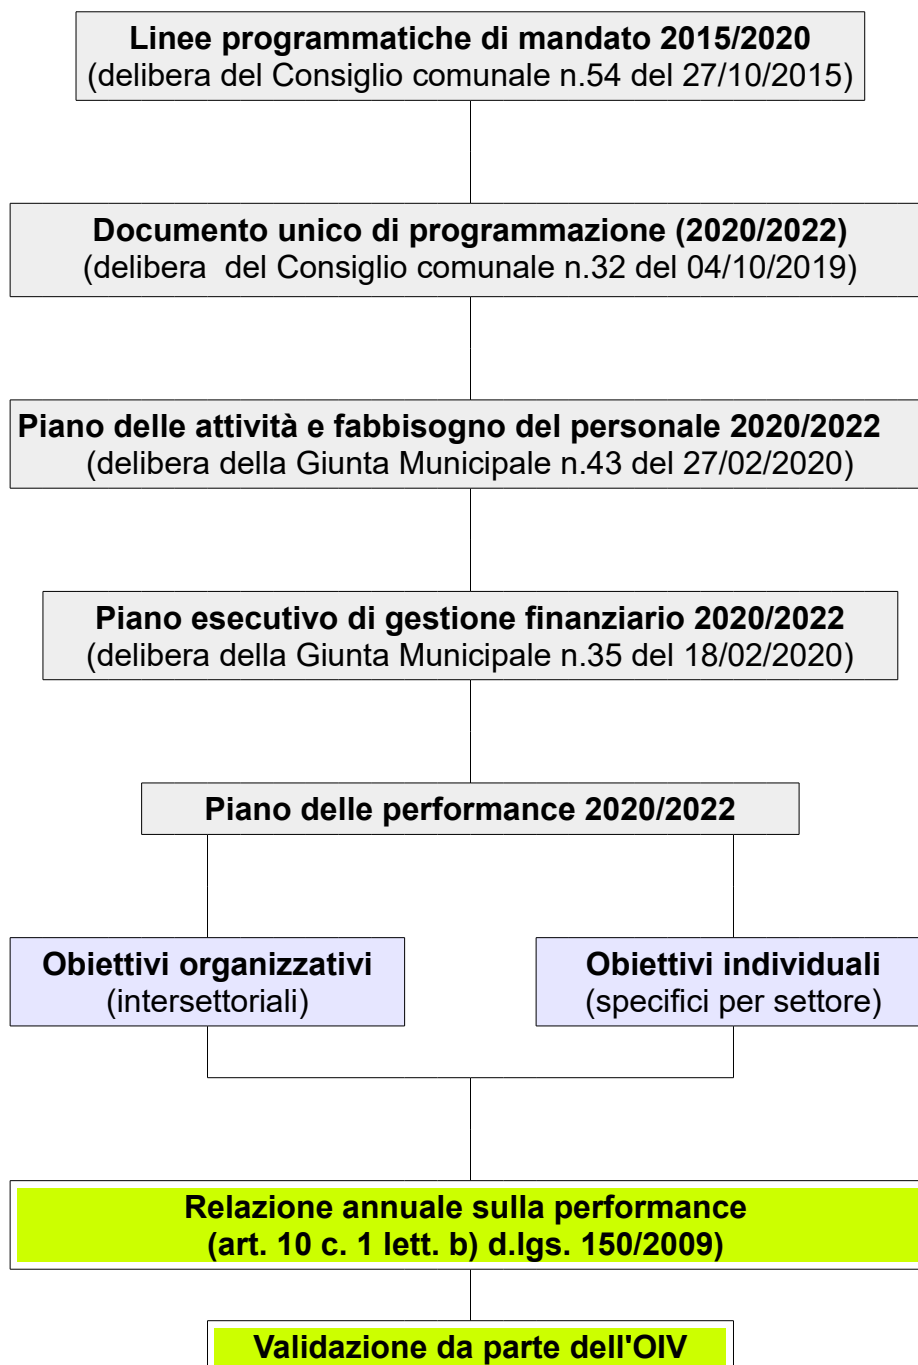 Linee programmatiche di mandato 2015/2020
(delibera del Consiglio comunale n.54 del 27/10/2015)
Documento unico di programmazione (2020/2022)
(delibera  del Consiglio comunale n.32 del 04/10/2019)
Piano delle attività e fabbisogno del personale 2020/2022
(delibera della Giunta Municipale n.43 del 27/02/2020)
Piano esecutivo di gestione finanziario 2020/2022
(delibera della Giunta Municipale n.35 del 18/02/2020)
Piano delle performance 2020/2022
Obiettivi organizzativi
(intersettoriali)
Obiettivi individuali
(specifici per settore)
Relazione annuale sulla performance
(art. 10 c. 1 lett. b) d.lgs. 150/2009)
Validazione da parte dell'OIV